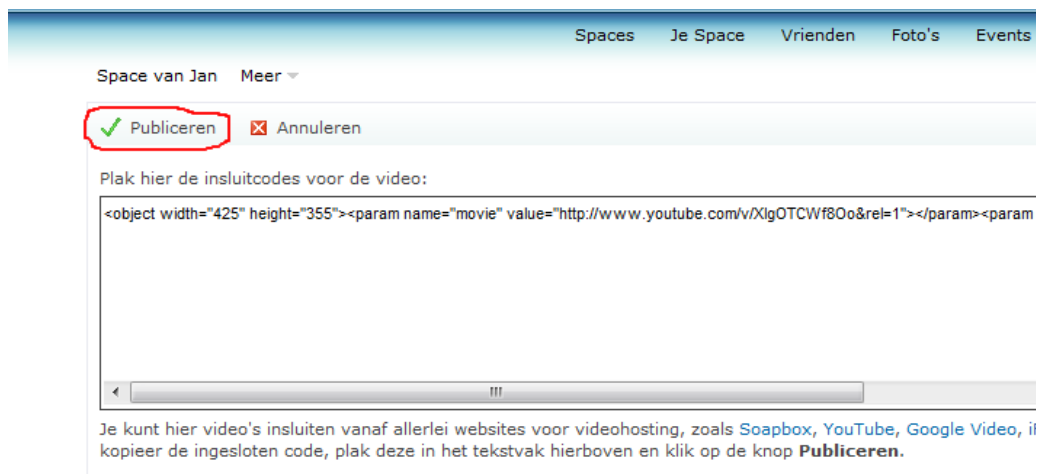 Spaces Je Space Vrienden Foto's Events
Space van Jan Meer
Publiceren Annuleren
Plak hier de insluitcodes voor de video:
<object width="425" height="355"><param name="movie" value="http://www.youtube.com/v/XlgOTCWf8Oo&rel=1"></param><param
Je kunt hier video's insluiten vanaf allerlei websites voor videohosting, zoals Soapbox, YouTube, Google Video,
kopieer de ingesloten code, plak deze in het tekstvak hierboven en klik op de knop Publiceren.